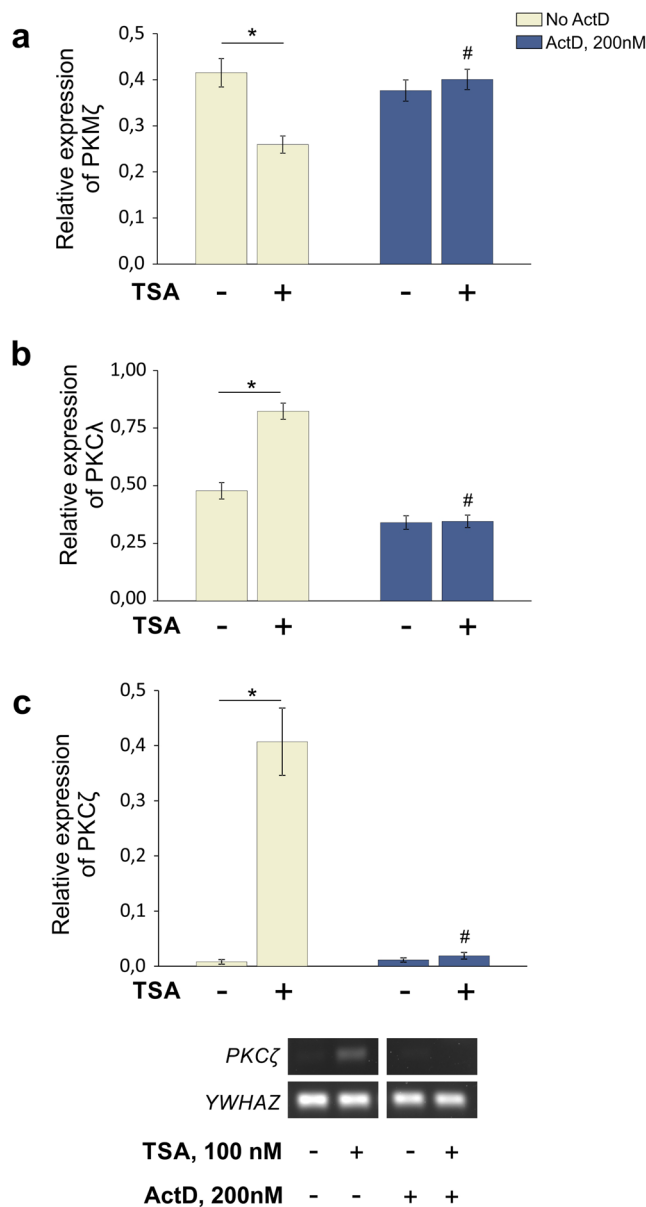 No ActD
ActD, 200nM
a
Relative expression
of PKMζ
0,5
0,4
0,3
0,2
0,1
0,0
*
#
TSA - + - +
b
Relative expression
of PKCλ
1,00
0,75
0,50
0,25
0,00
*
#
TSA - + - +
c
Relative expression
of PKCζ
0,5
0,4
0,3
0,2
0,1
0,0
*
#
TSA - + - +
PKCζ
YWHAZ
TSA, 100 nM - + - +
ActD, 200nM - - + +